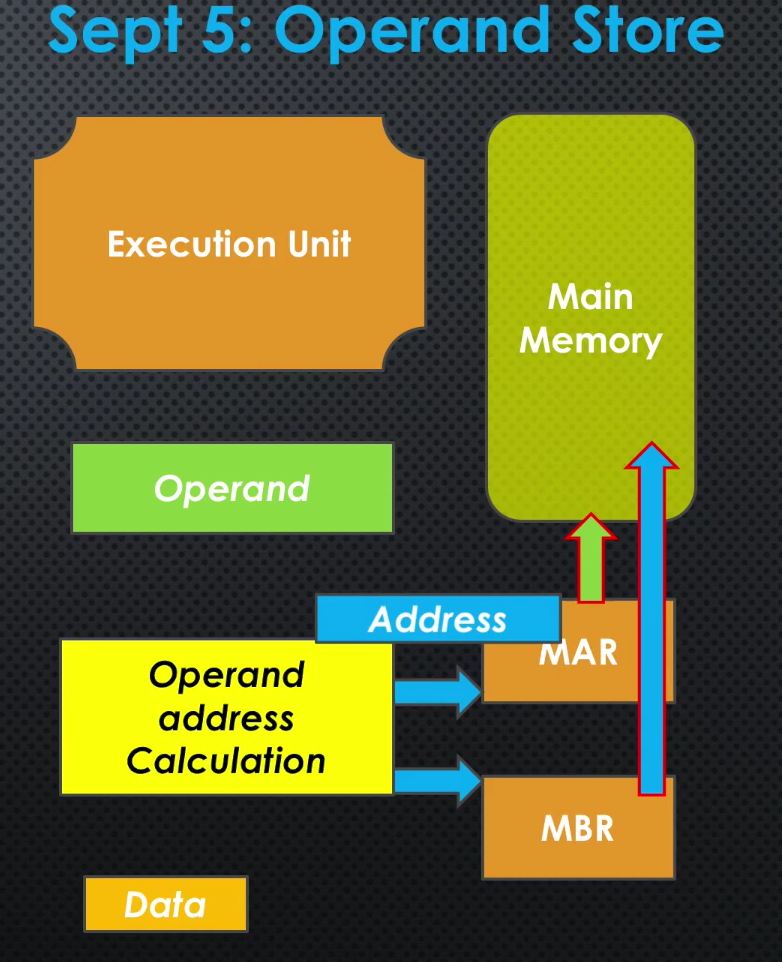 Sept 5: Operand Store
Execution Unit
Main
Memory
Operand
Address
MAR
Operand
address
Calculation
MBR
Data